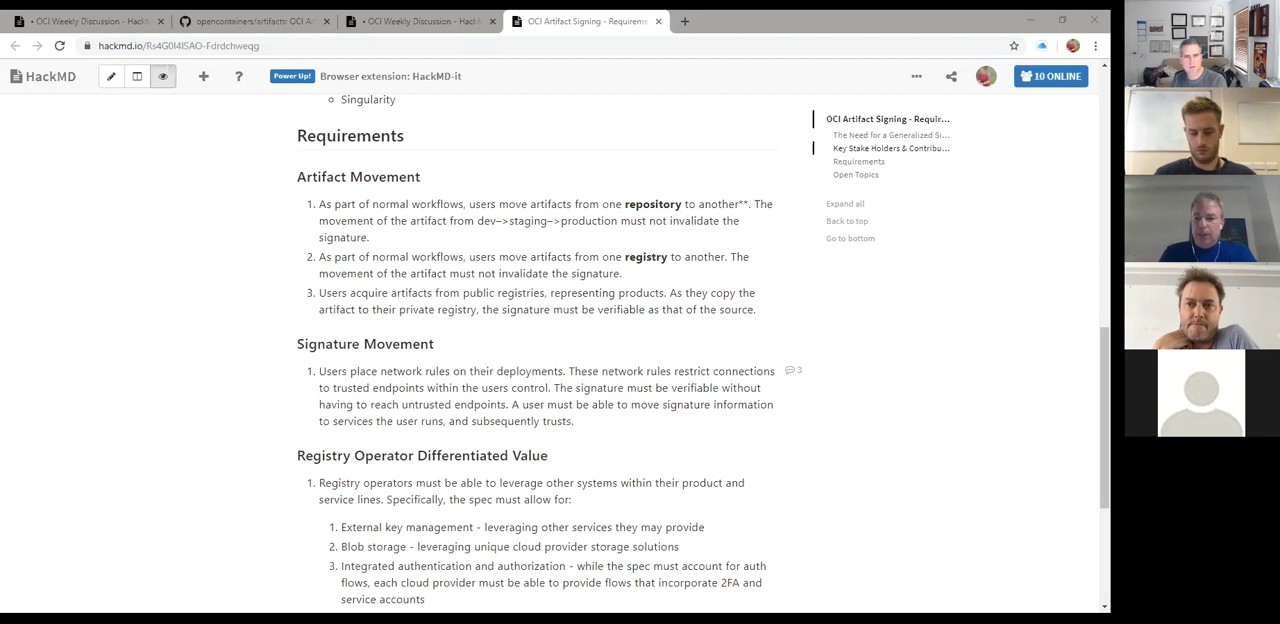 OCI Weekly Discussion - HackM
opencontainers/artifacts: OCI Ar
OCI Weekly Discussion - HackM
OCI Artifact Signing - Requireme
hackmd.io/Rs4G0I4ISAO-Fdrdchweqg
HackMD
Power Up!
Browser extension: HackMD-it
10 ONLINE
Singularity
Requirements
Artifact Movement
1. As part of normal workflows, users move artifacts from one repository to another**. The
movement of the artifact from dev–>staging–>production must not invalidate the
signature.
2. As part of normal workflows, users move artifacts from one registry to another. The
movement of the artifact must not invalidate the signature.
3. Users acquire artifacts from public registries, representing products. As they copy the
artifact to their private registry, the signature must be verifiable as that of the source.
Signature Movement
1. Users place network rules on their deployments. These network rules restrict connections
to trusted endpoints within the users control. The signature must be verifiable without
having to reach untrusted endpoints. A user must be able to move signature information
to services the user runs, and subsequently trusts.
3
Registry Operator Differentiated Value
1. Registry operators must be able to leverage other systems within their product and
service lines. Specifically, the spec must allow for:
1. External key management - leveraging other services they may provide
2. Blob storage - leveraging unique cloud provider storage solutions
3. Integrated authentication and authorization - while the spec must account for auth
flows, each cloud provider must be able to provide flows that incorporate 2FA and
service accounts
OCI Artifact Signing - Requir...
The Need for a Generalized Si...
Key Stake Holders & Contribu...
Requirements
Open Topics
Expand all
Back to top
Go to bottom